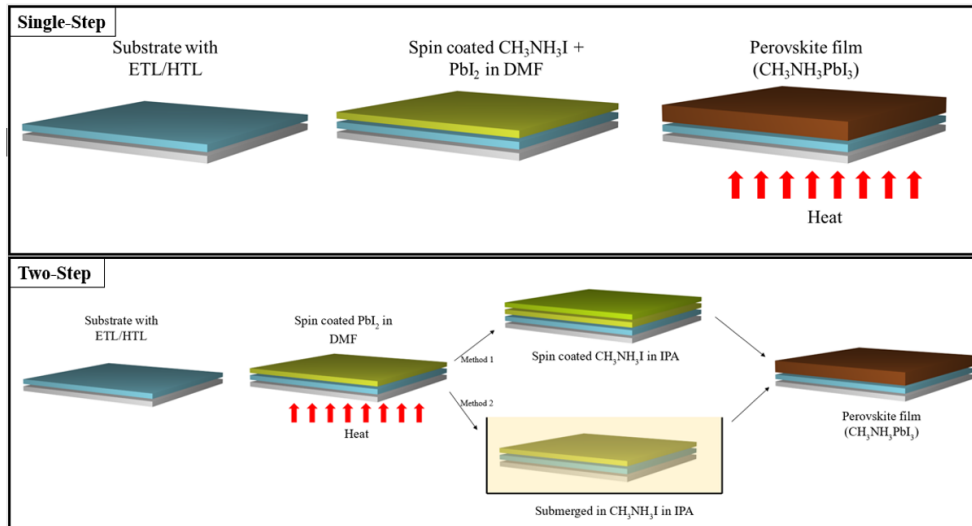 Single-Step
Substrate with
ETL/HTL
Spin coated CH₃NH₃I +
PbI₂ in DMF
Perovskite film
(CH₃NH₃PbI₃)
Heat
Two-Step
Substrate with
ETL/HTL
Spin coated PbI₂ in
DMF
Heat
Method 1
Spin coated CH₃NH₃I in IPA
Method 2
Submerged in CH₃NH₃I in IPA
Perovskite film
(CH₃NH₃PbI₃)